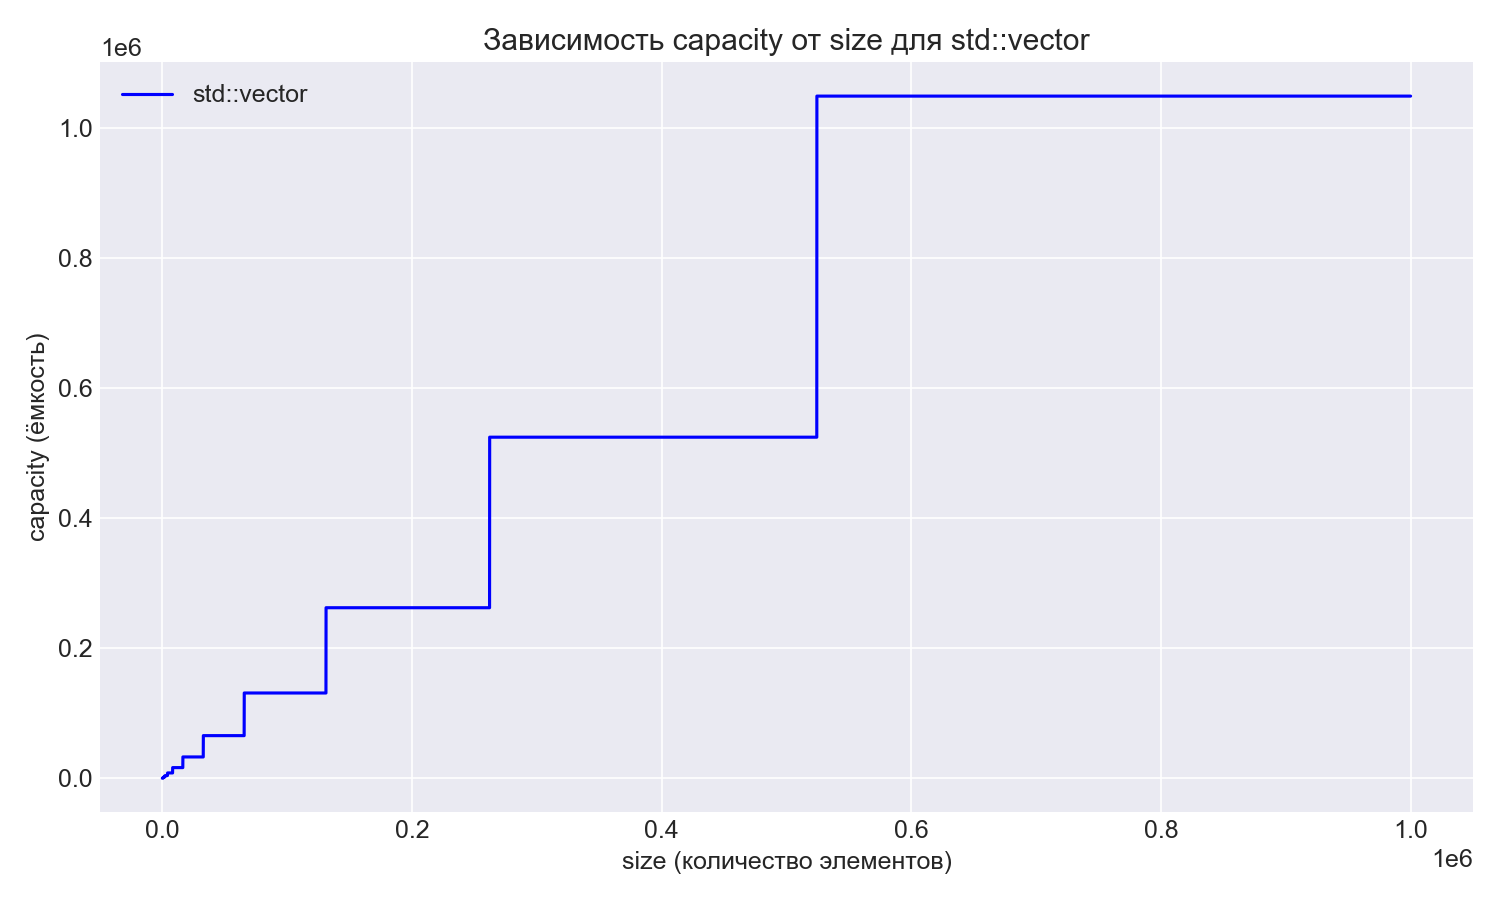 Зависимость capacity от size для std::vector
1e6
std::vector
1.0
0.8
0.6
0.4
0.2
0.0
capacity (ёмкость)
0.0 0.2 0.4 0.6 0.8 1.0
1e6
size (количество элементов)